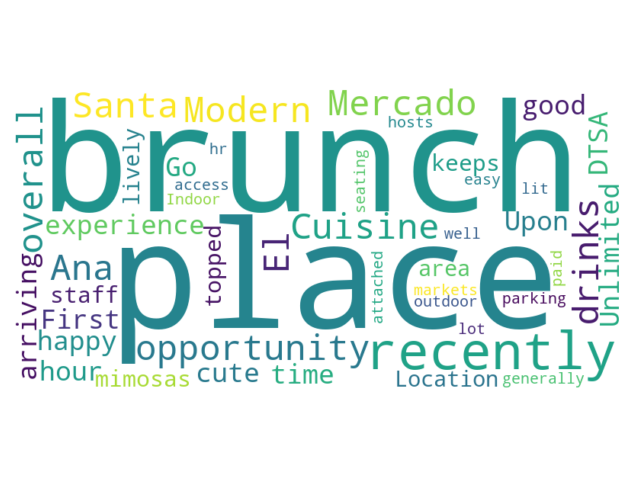 Santa Modern Mercado good
hosts
brunch
overall
lively
hr
Go
access
Indoor
seating
keeps
easy
lit
DTSA
experience
Cuisine
well
Upon
drinks
Unlimited
place
El
topped
Ana
staff
First
arriving
attached
area
markets
outdoor
parking
paid
lot
happy
opportunity
recently
hour
mimosas
cute time
Location
generally